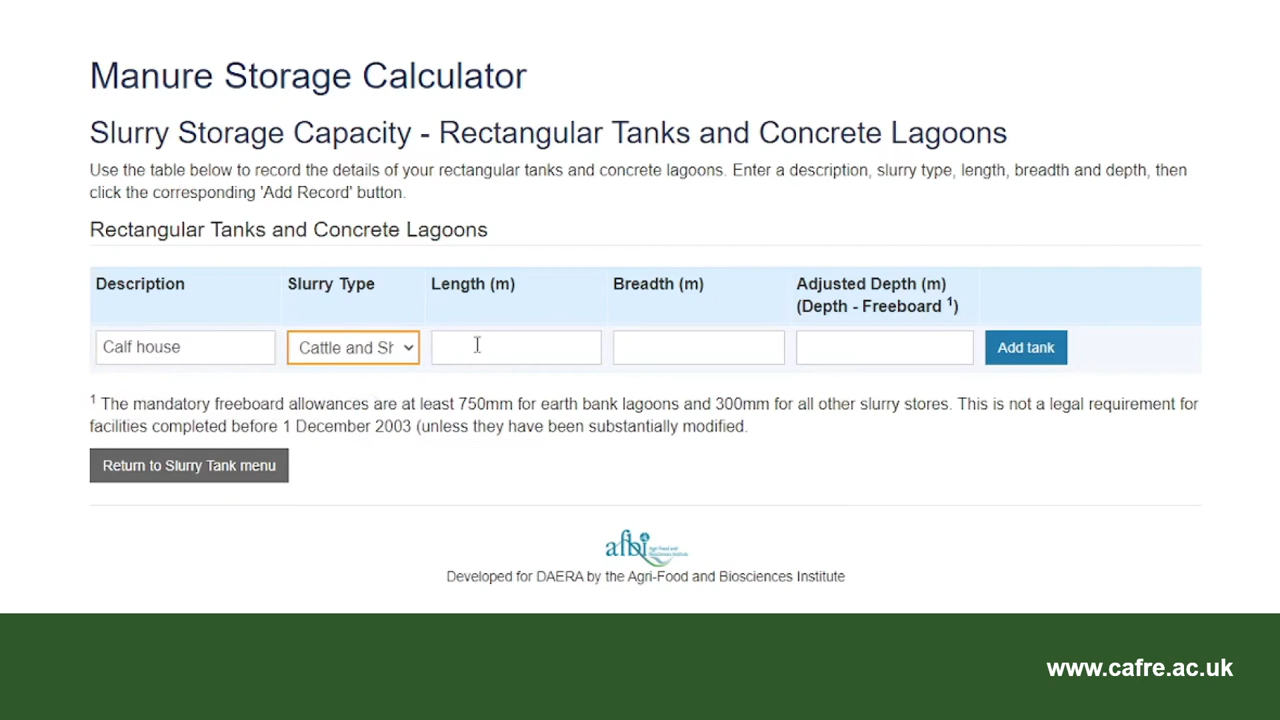 Manure Storage Calculator
Slurry Storage Capacity - Rectangular Tanks and Concrete Lagoons
Use the table below to record the details of your rectangular tanks and concrete lagoons. Enter a description, slurry type, length, breadth and depth, then
click the corresponding 'Add Record' button.
Rectangular Tanks and Concrete Lagoons
Description Slurry Type Length (m) Breadth (m) Adjusted Depth (m)
(Depth - Freeboard 1)
Calf house Cattle and Sh Add tank
1 The mandatory freeboard allowances are at least 750mm for earth bank lagoons and 300mm for all other slurry stores. This is not a legal requirement for
facilities completed before 1 December 2003 (unless they have been substantially modified.
Return to Slurry Tank menu
afbi Agri-Food and
Biosciences Institute
Developed for DAERA by the Agri-Food and Biosciences Institute
www.cafre.ac.uk